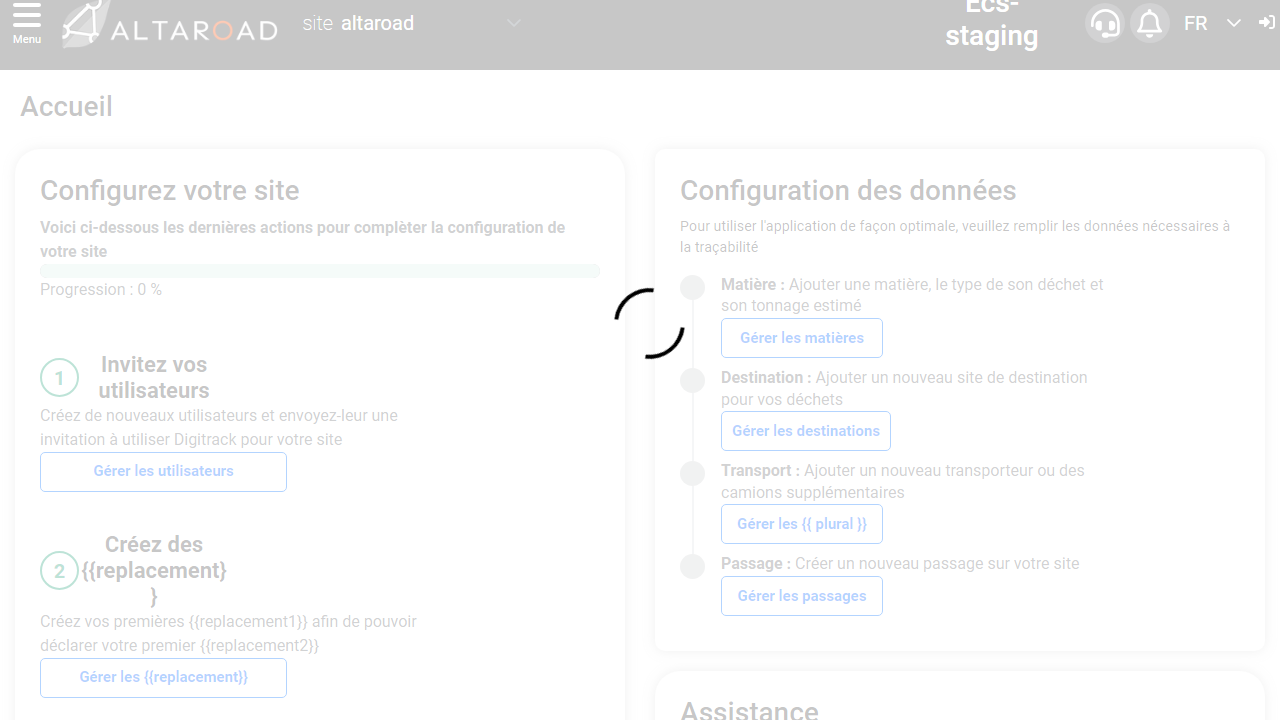 Menu
ALTAROAD
site altaroad
Ecs-
staging
FR
Accueil
Configurez votre site
Voici ci-dessous les dernières actions pour complèter la configuration de
votre site
Progression : 0 %
1
Invitez vos
utilisateurs
Créez de nouveaux utilisateurs et envoyez-leur une
invitation à utiliser Digitrack pour votre site
Gérer les utilisateurs
2
Créez des
{{replacement}
}
Créez vos premières {{replacement1}} afin de pouvoir
déclarer votre premier {{replacement2}}
Gérer les {{replacement}}
Configuration des données
Pour utiliser l'application de façon optimale, veuillez remplir les données nécessaires à
la traçabilité
Matière : Ajouter une matière, le type de son déchet et
son tonnage estimé
Gérer les matières
Destination : Ajouter un nouveau site de destination
pour vos déchets
Gérer les destinations
Transport : Ajouter un nouveau transporteur ou des
camions supplémentaires
Gérer les {{ plural }}
Passage : Créer un nouveau passage sur votre site
Gérer les passages
Assistance